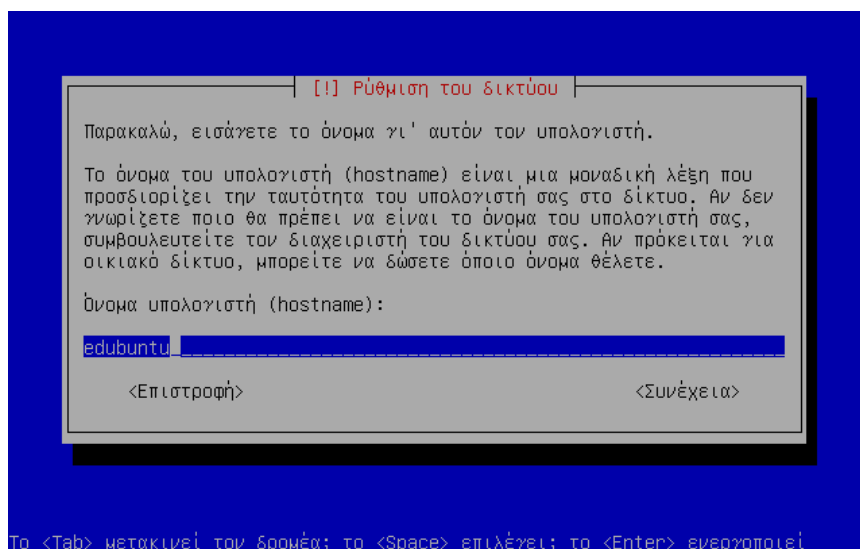 [!] Ρύθμιση του δικτύου
Παρακαλώ, εισάγετε το όνομα γι' αυτόν τον υπολογιστή.
Το όνομα του υπολογιστή (hostname) είναι μια μοναδική λέξη που
προσδιορίζει την ταυτότητα του υπολογιστή σας στο δίκτυο. Αν δεν
γνωρίζετε ποιο θα πρέπει να είναι το όνομα του υπολογιστή σας,
συμβουλευτείτε τον διαχειριστή του δικτύου σας. Αν πρόκειται για
οικιακό δίκτυο, μπορείτε να δώσετε όποιο όνομα θέλετε.
Όνομα υπολογιστή (hostname):
edubuntu
<Επιστροφή> <Συνέχεια>
Το <Tab> μετακινεί τον δρομέα; το <Space> επιλέγει; το <Enter> ενεργοποιεί